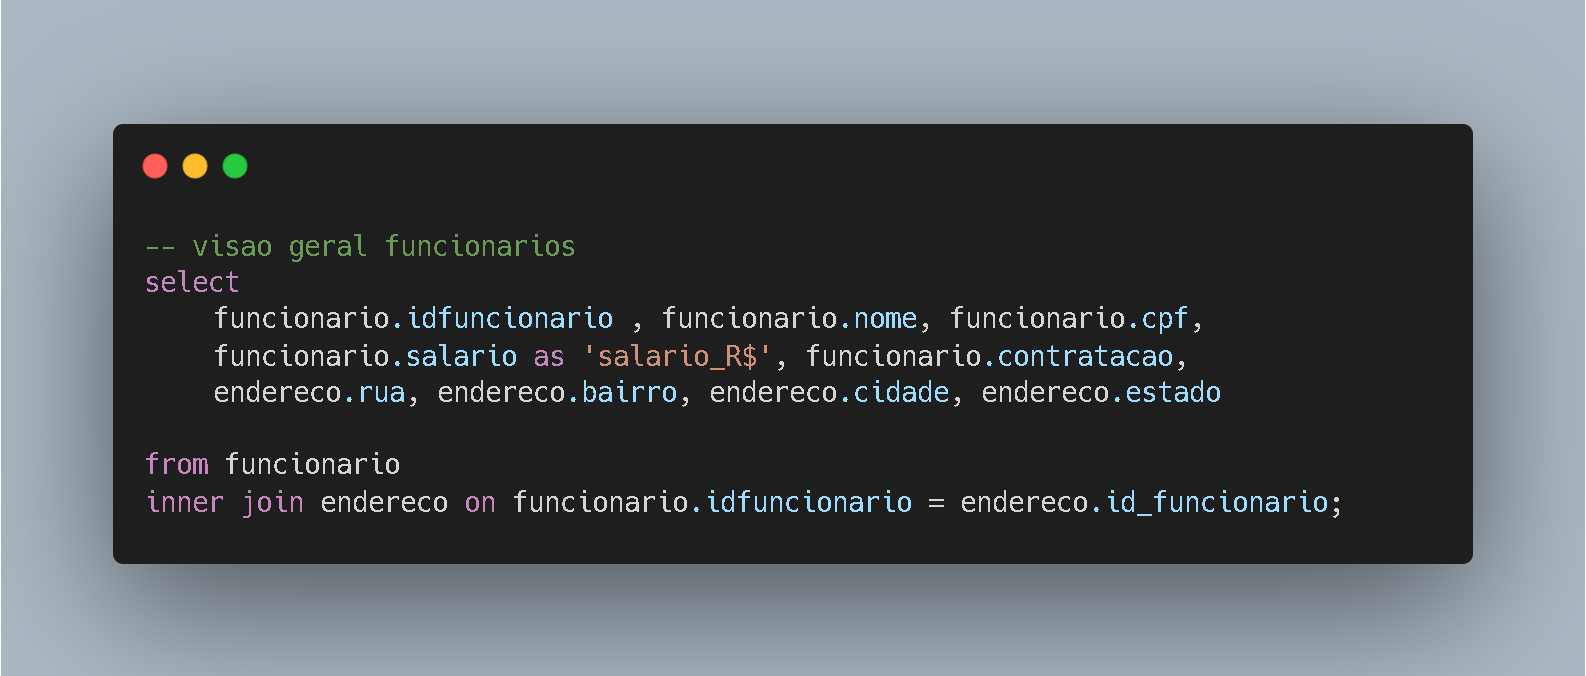 -- visao geral funcionarios
select
funcionario.idfuncionario , funcionario.nome, funcionario.cpf,
funcionario.salario as 'salario_R$', funcionario.contratacao,
endereco.rua, endereco.bairro, endereco.cidade, endereco.estado
from funcionario
inner join endereco on funcionario.idfuncionario = endereco.id_funcionario;